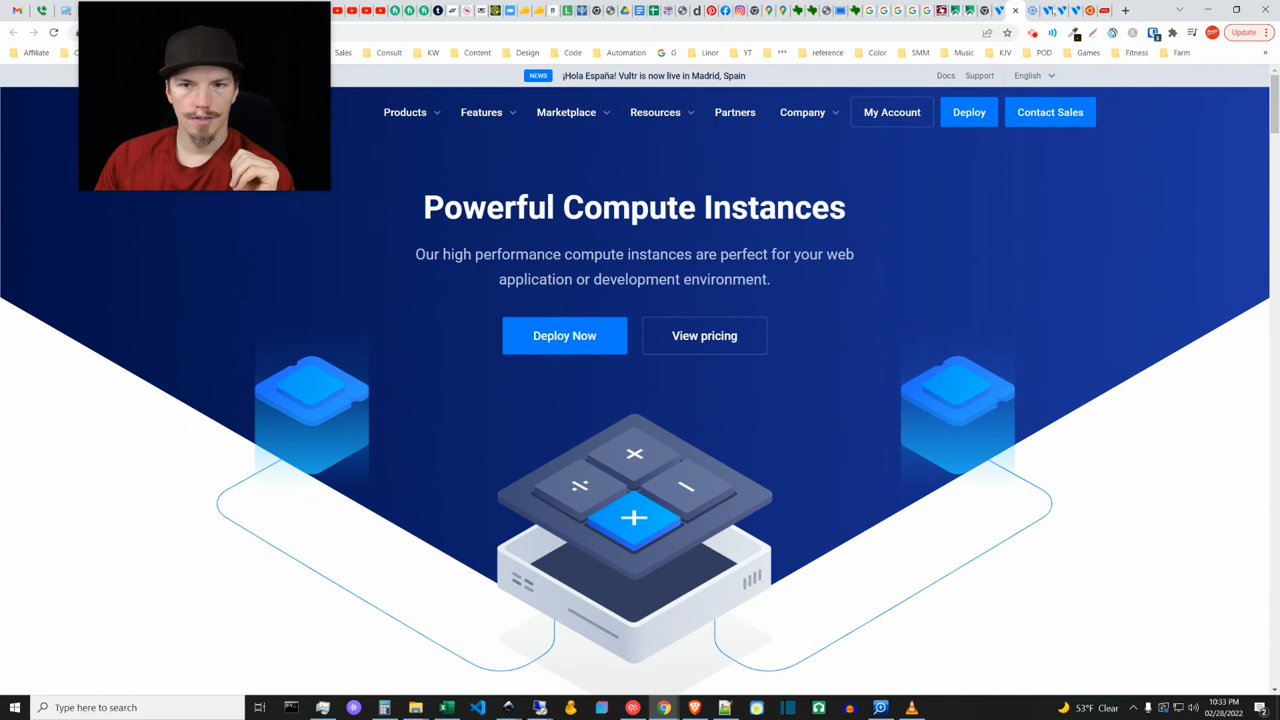 Update
Affiliate
Sales
Consult
KW
Content
Design
Code
Automation
G
Linor
YT
***
reference
Color
SMM
Music
KJV
POD
Games
Fitness
Farm
»
NEWS
¡Hola España! Vultr is now live in Madrid, Spain
Docs
Support
English
Products
Features
Marketplace
Resources
Partners
Company
My Account
Deploy
Contact Sales
Powerful Compute Instances
Our high performance compute instances are perfect for your web
application or development environment.
Deploy Now
View pricing
Type here to search
53°F Clear
10:33 PM
02/28/2022